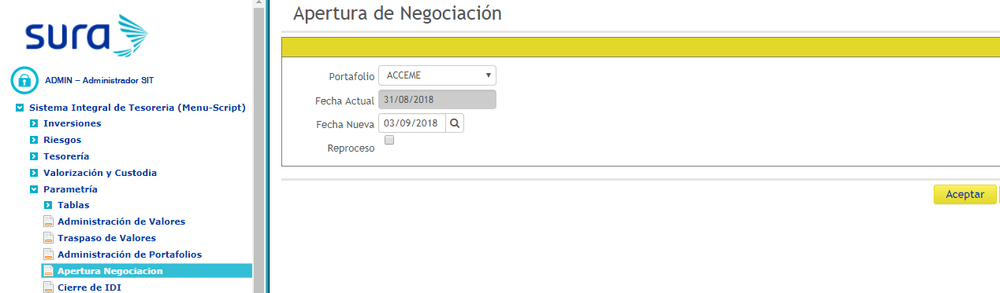 sura
ADMIN – Administrador SIT
Sistema Integral de Tesoreria (Menu-Script)
Inversiones
Riesgos
Tesorería
Valorización y Custodia
Parametría
Tablas
Administración de Valores
Traspaso de Valores
Administración de Portafolios
Apertura Negociacion
Cierre de IDI
Apertura de Negociación
Portafolio ACCEME
Fecha Actual 31/08/2018
Fecha Nueva 03/09/2018
Reproceso
Aceptar